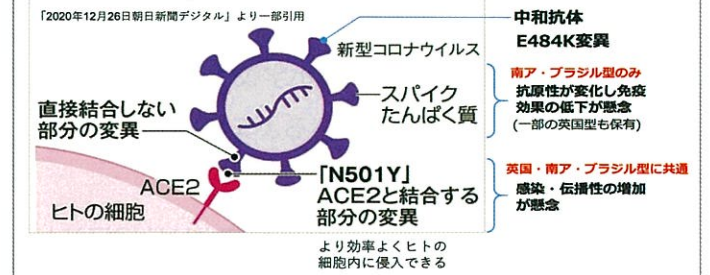 「2020年12月26日朝日新聞デジタル」より一部引用
中和抗体
E484K変異
新型コロナウイルス
南ア・ブラジル型のみ
抗原性が変化し免疫
効果の低下が懸念
(一部の英国型も保有)
スパイク
たんぱく質
直接結合しない
部分の変異
ACE2
ヒトの細胞
「N501Y」
ACE2と結合する
部分の変異
英国・南ア・ブラジル型に共通
感染・伝播性の増加
が懸念
より効率よくヒトの
細胞内に侵入できる